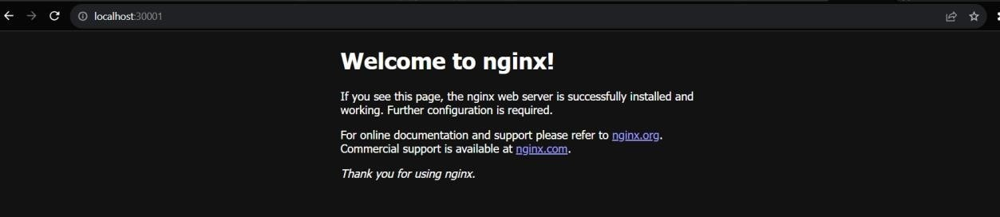 localhost:30001
Welcome to nginx!
If you see this page, the nginx web server is successfully installed and
working. Further configuration is required.
For online documentation and support please refer to nginx.org.
Commercial support is available at nginx.com.
Thank you for using nginx.